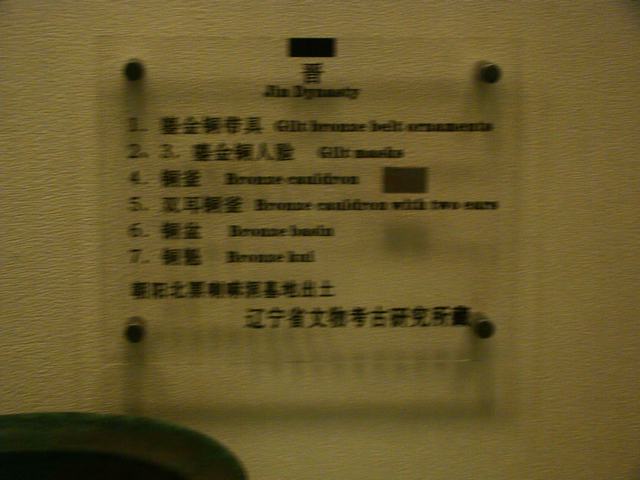 晋
Jin Dynasty
1. 鎏金铜带具 Gilt bronze belt ornaments
2. 3. 鎏金铜人脸 Gilt masks
4. 铜釜 Bronze cauldron
5. 双耳铜釜 Bronze cauldron with two ears
6. 铜盆 Bronze basin
7. 铜魁 Bronze kui
朝阳北票喇嘛洞墓地出土
辽宁省文物考古研究所藏